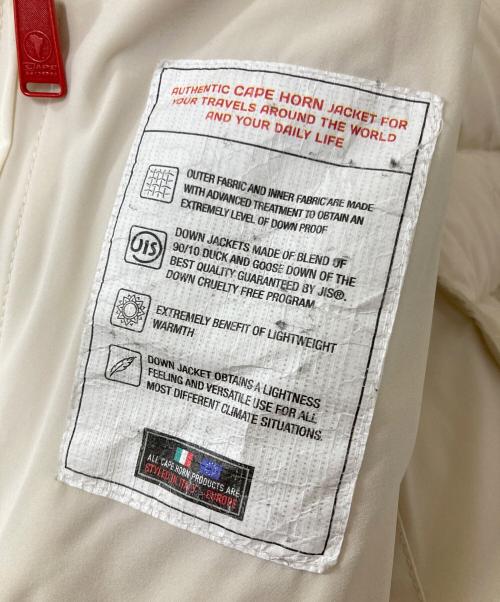 CAPE
AUTHENTIC CAPE HORN JACKET FOR
YOUR TRAVELS AROUND THE WORLD
AND YOUR DAILY LIFE
OUTER FABRIC AND INNER FABRIC ARE MADE
WITH ADVANCED TREATMENT TO OBTAIN AN
EXTREMELY LEVEL OF DOWN PROOF
JIS
DOWN JACKETS MADE OF BLEND OF
90/10 DUCK AND GOOSE DOWN OF THE
BEST QUALITY GUARANTEED BY JIS®.
DOWN CRUELTY FREE PROGRAM
EXTREMELY BENEFIT OF LIGHTWEIGHT
WARMTH
DOWN JACKET OBTAINS A LIGHTNESS
FEELING AND VERSATILE USE FOR ALL
MOST DIFFERENT CLIMATE SITUATIONS.
ALL CAPE HORN PRODUCTS ARE
STYLED IN ITALY - EUROPE